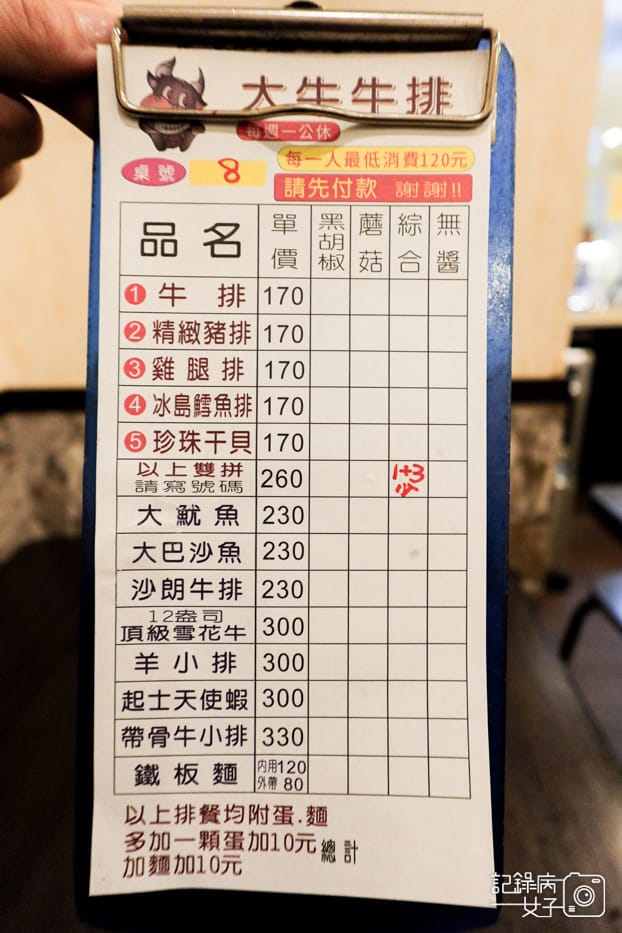 大牛牛排
每週一公休
桌號 8 每一人最低消費120元
請先付款 謝謝!!
品名 單價 黑胡椒 蘑菇 綜合 無醬
1 牛排 170
2 精緻豬排 170
3 雞腿排 170
4 冰島鱈魚排 170
5 珍珠干貝 170
以上雙拼 請寫號碼 260 1+3 少
大魷魚 230
大巴沙魚 230
沙朗牛排 230
12盎司 頂級雪花牛 300
羊小排 300
起士天使蝦 300
帶骨牛小排 330
鐵板麵 內用120 外帶 80
以上排餐均附蛋.麵
多加一顆蛋加10元 總計
加麵加10元
記錄病
女子